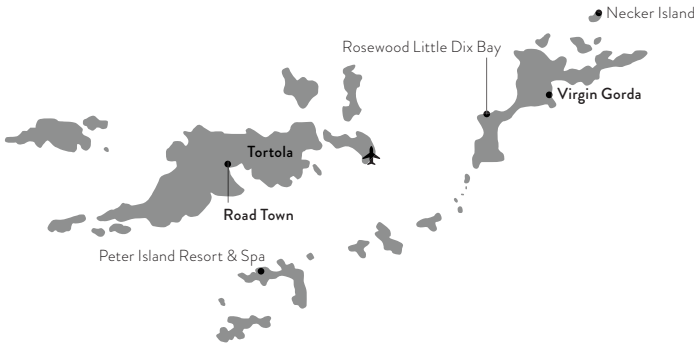 Necker Island
Rosewood Little Dix Bay
Virgin Gorda
Tortola
Road Town
Peter Island Resort & Spa